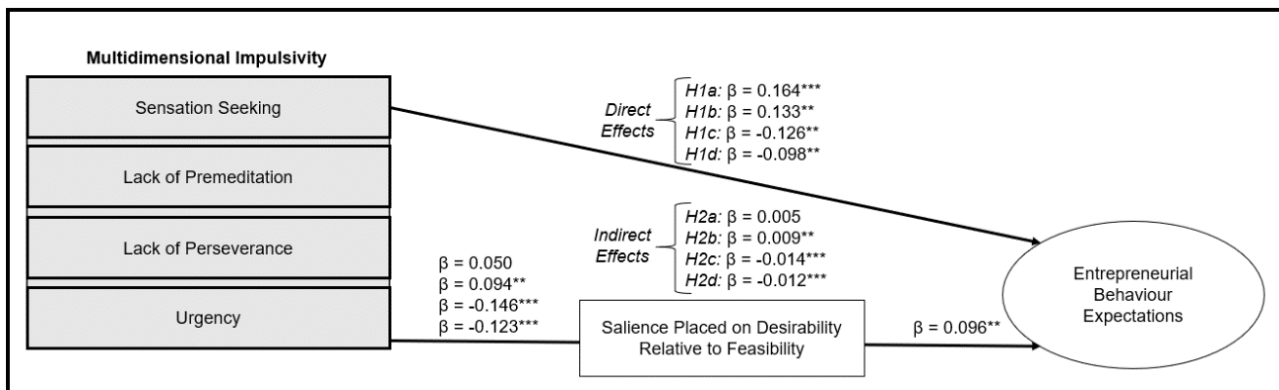 Multidimensional Impulsivity
Sensation Seeking
Lack of Premeditation
Lack of Perseverance
Urgency
Direct
Effects
H1a: β = 0.164***
H1b: β = 0.133**
H1c: β = -0.126**
H1d: β = -0.098**
Indirect
Effects
H2a: β = 0.005
H2b: β = 0.009**
H2c: β = -0.014***
H2d: β = -0.012***
β = 0.050
β = 0.094**
β = -0.146***
β = -0.123***
Salience Placed on Desirability
Relative to Feasibility
β = 0.096**
Entrepreneurial
Behaviour
Expectations